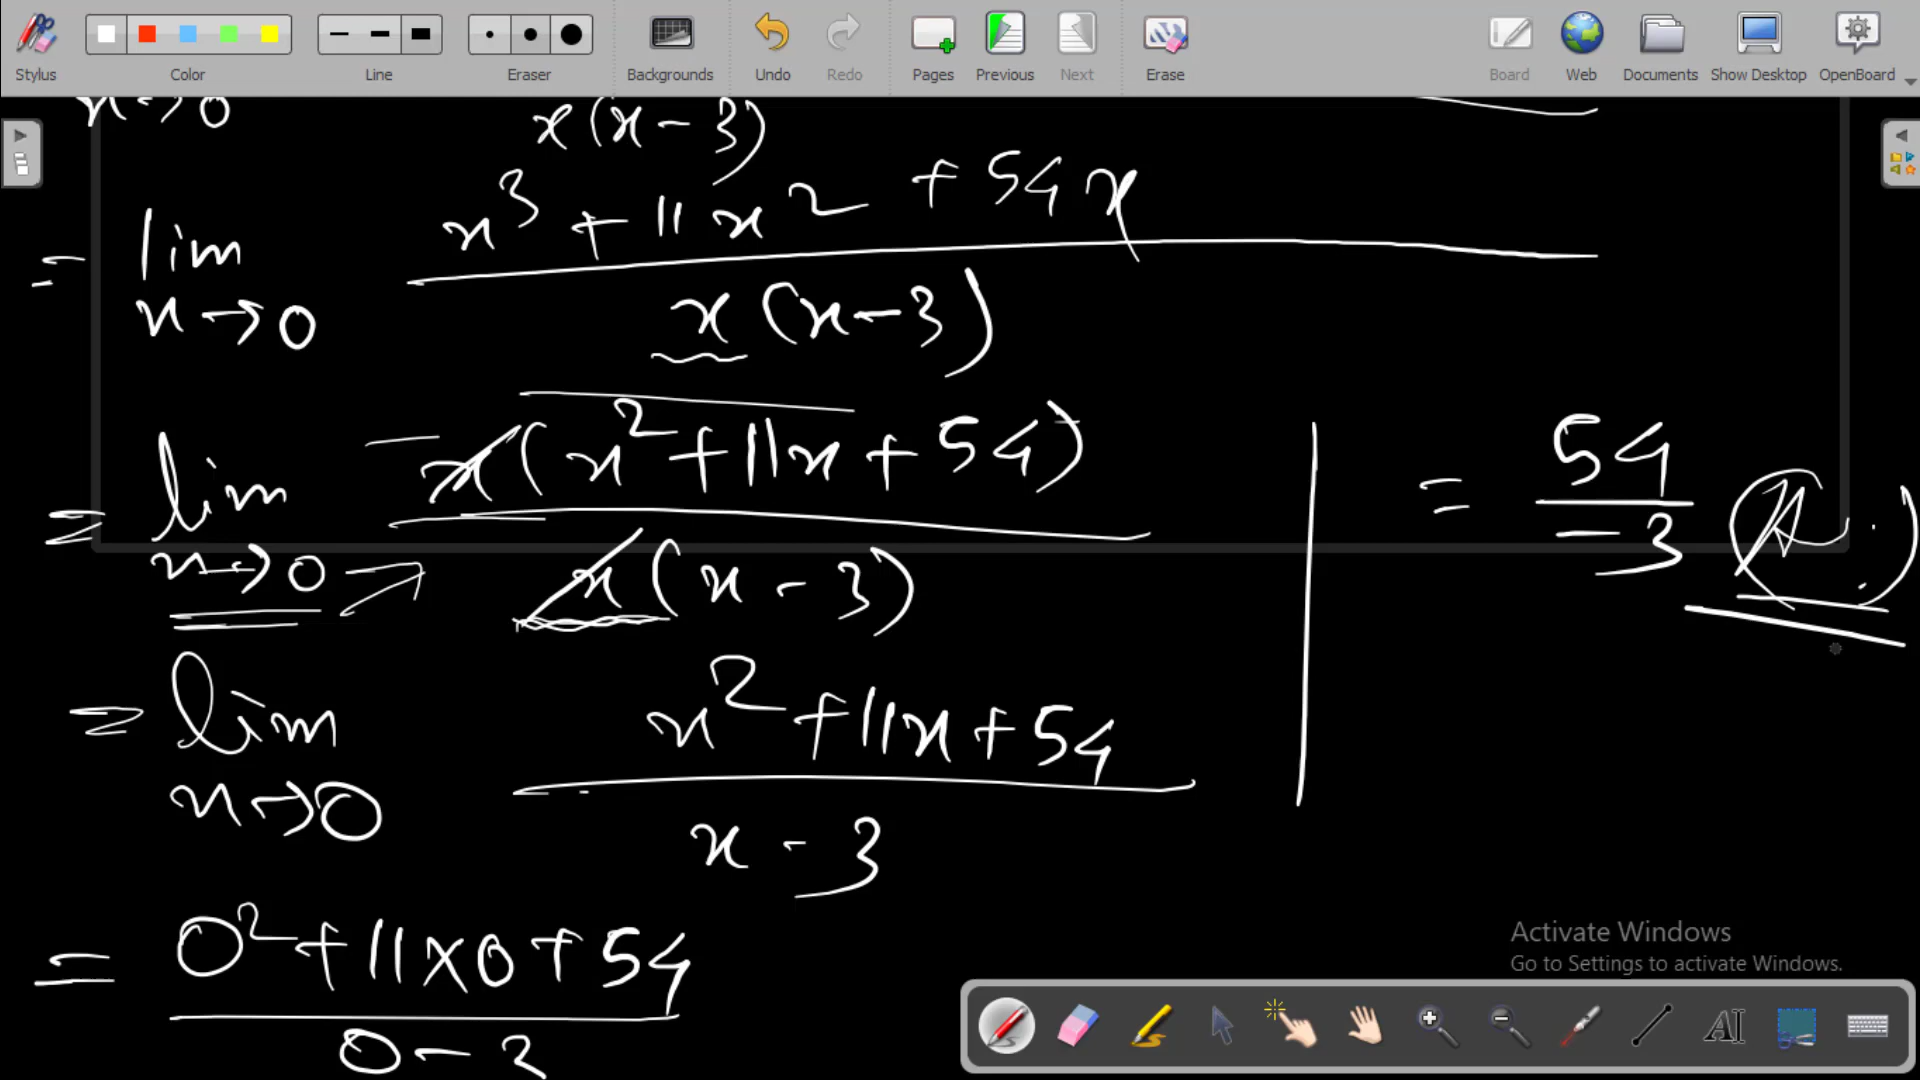 Stylus Color Line Eraser Backgrounds Undo Redo Pages Previous Next Erase Board Web Documents Show Desktop OpenBoard
x→0 x(x-3)
= lim x→0 x³ + 11x² + 54x / x(x-3)
= lim x→0 x(x² + 11x + 54) / x(x-3)
= lim x→0 x² + 11x + 54 / x-3
= 0² + 11×0 + 54 / 0-3
= 54 / -3
Activate Windows
Go to Settings to activate Windows.
AI